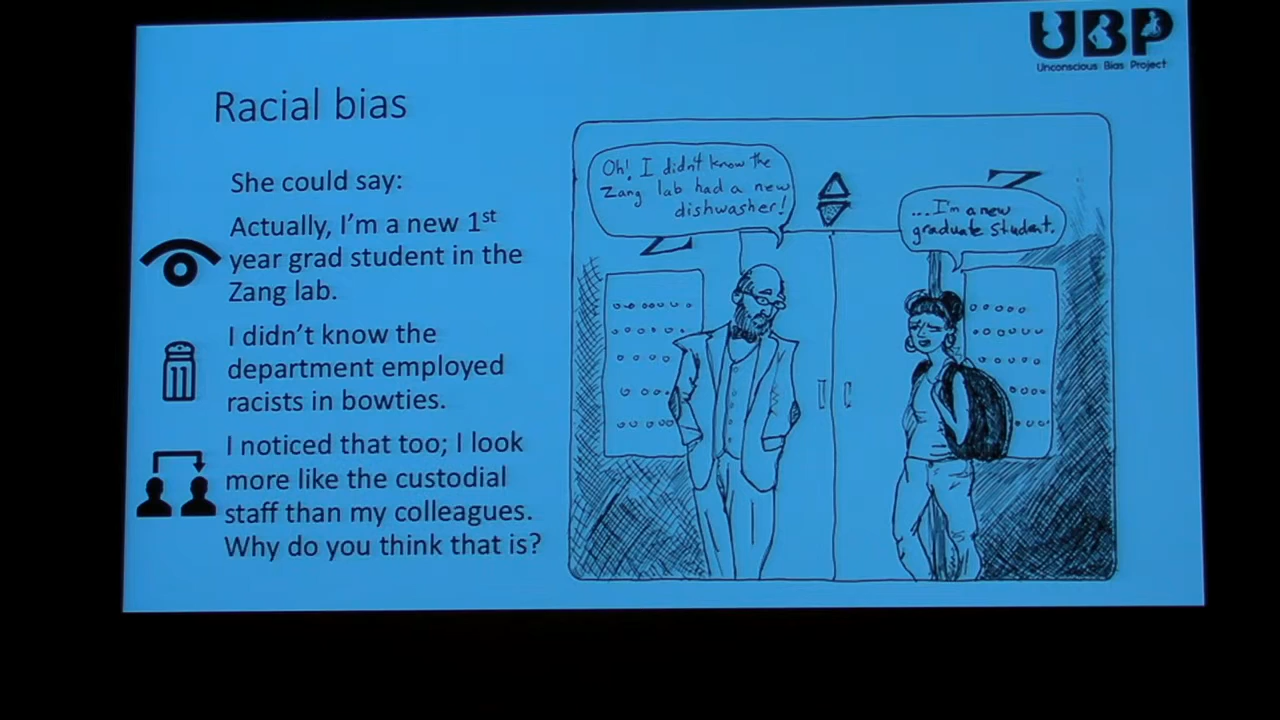 UBP
Unconscious Bias Project
Racial bias
She could say:
Actually, I'm a new 1st
year grad student in the
Zang lab.
I didn't know the
department employed
racists in bowties.
I noticed that too; I look
more like the custodial
staff than my colleagues.
Why do you think that is?
Oh! I didn't know the
Zang lab had a new
dishwasher!
...I'm a new
graduate student.
Z
Z